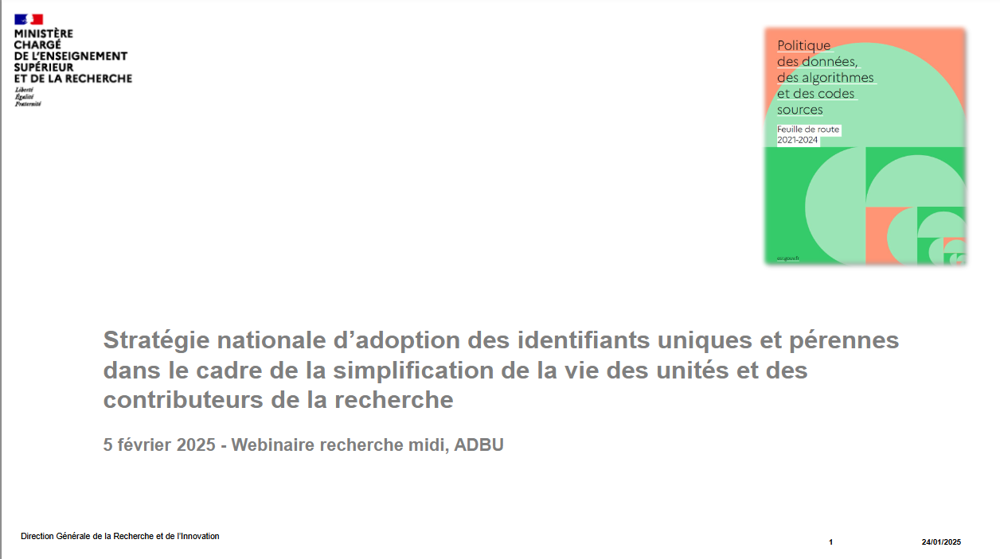 MINISTÈRE
CHARGÉ
DE L'ENSEIGNEMENT
SUPÉRIEUR
ET DE LA RECHERCHE
Liberté
Égalité
Fraternité
Politique
des données,
des algorithmes
et des codes
sources
Feuille de route
2021-2024
Stratégie nationale d’adoption des identifiants uniques et pérennes
dans le cadre de la simplification de la vie des unités et des
contributeurs de la recherche
5 février 2025 - Webinaire recherche midi, ADBU
Direction Générale de la Recherche et de l’Innovation
1
24/01/2025